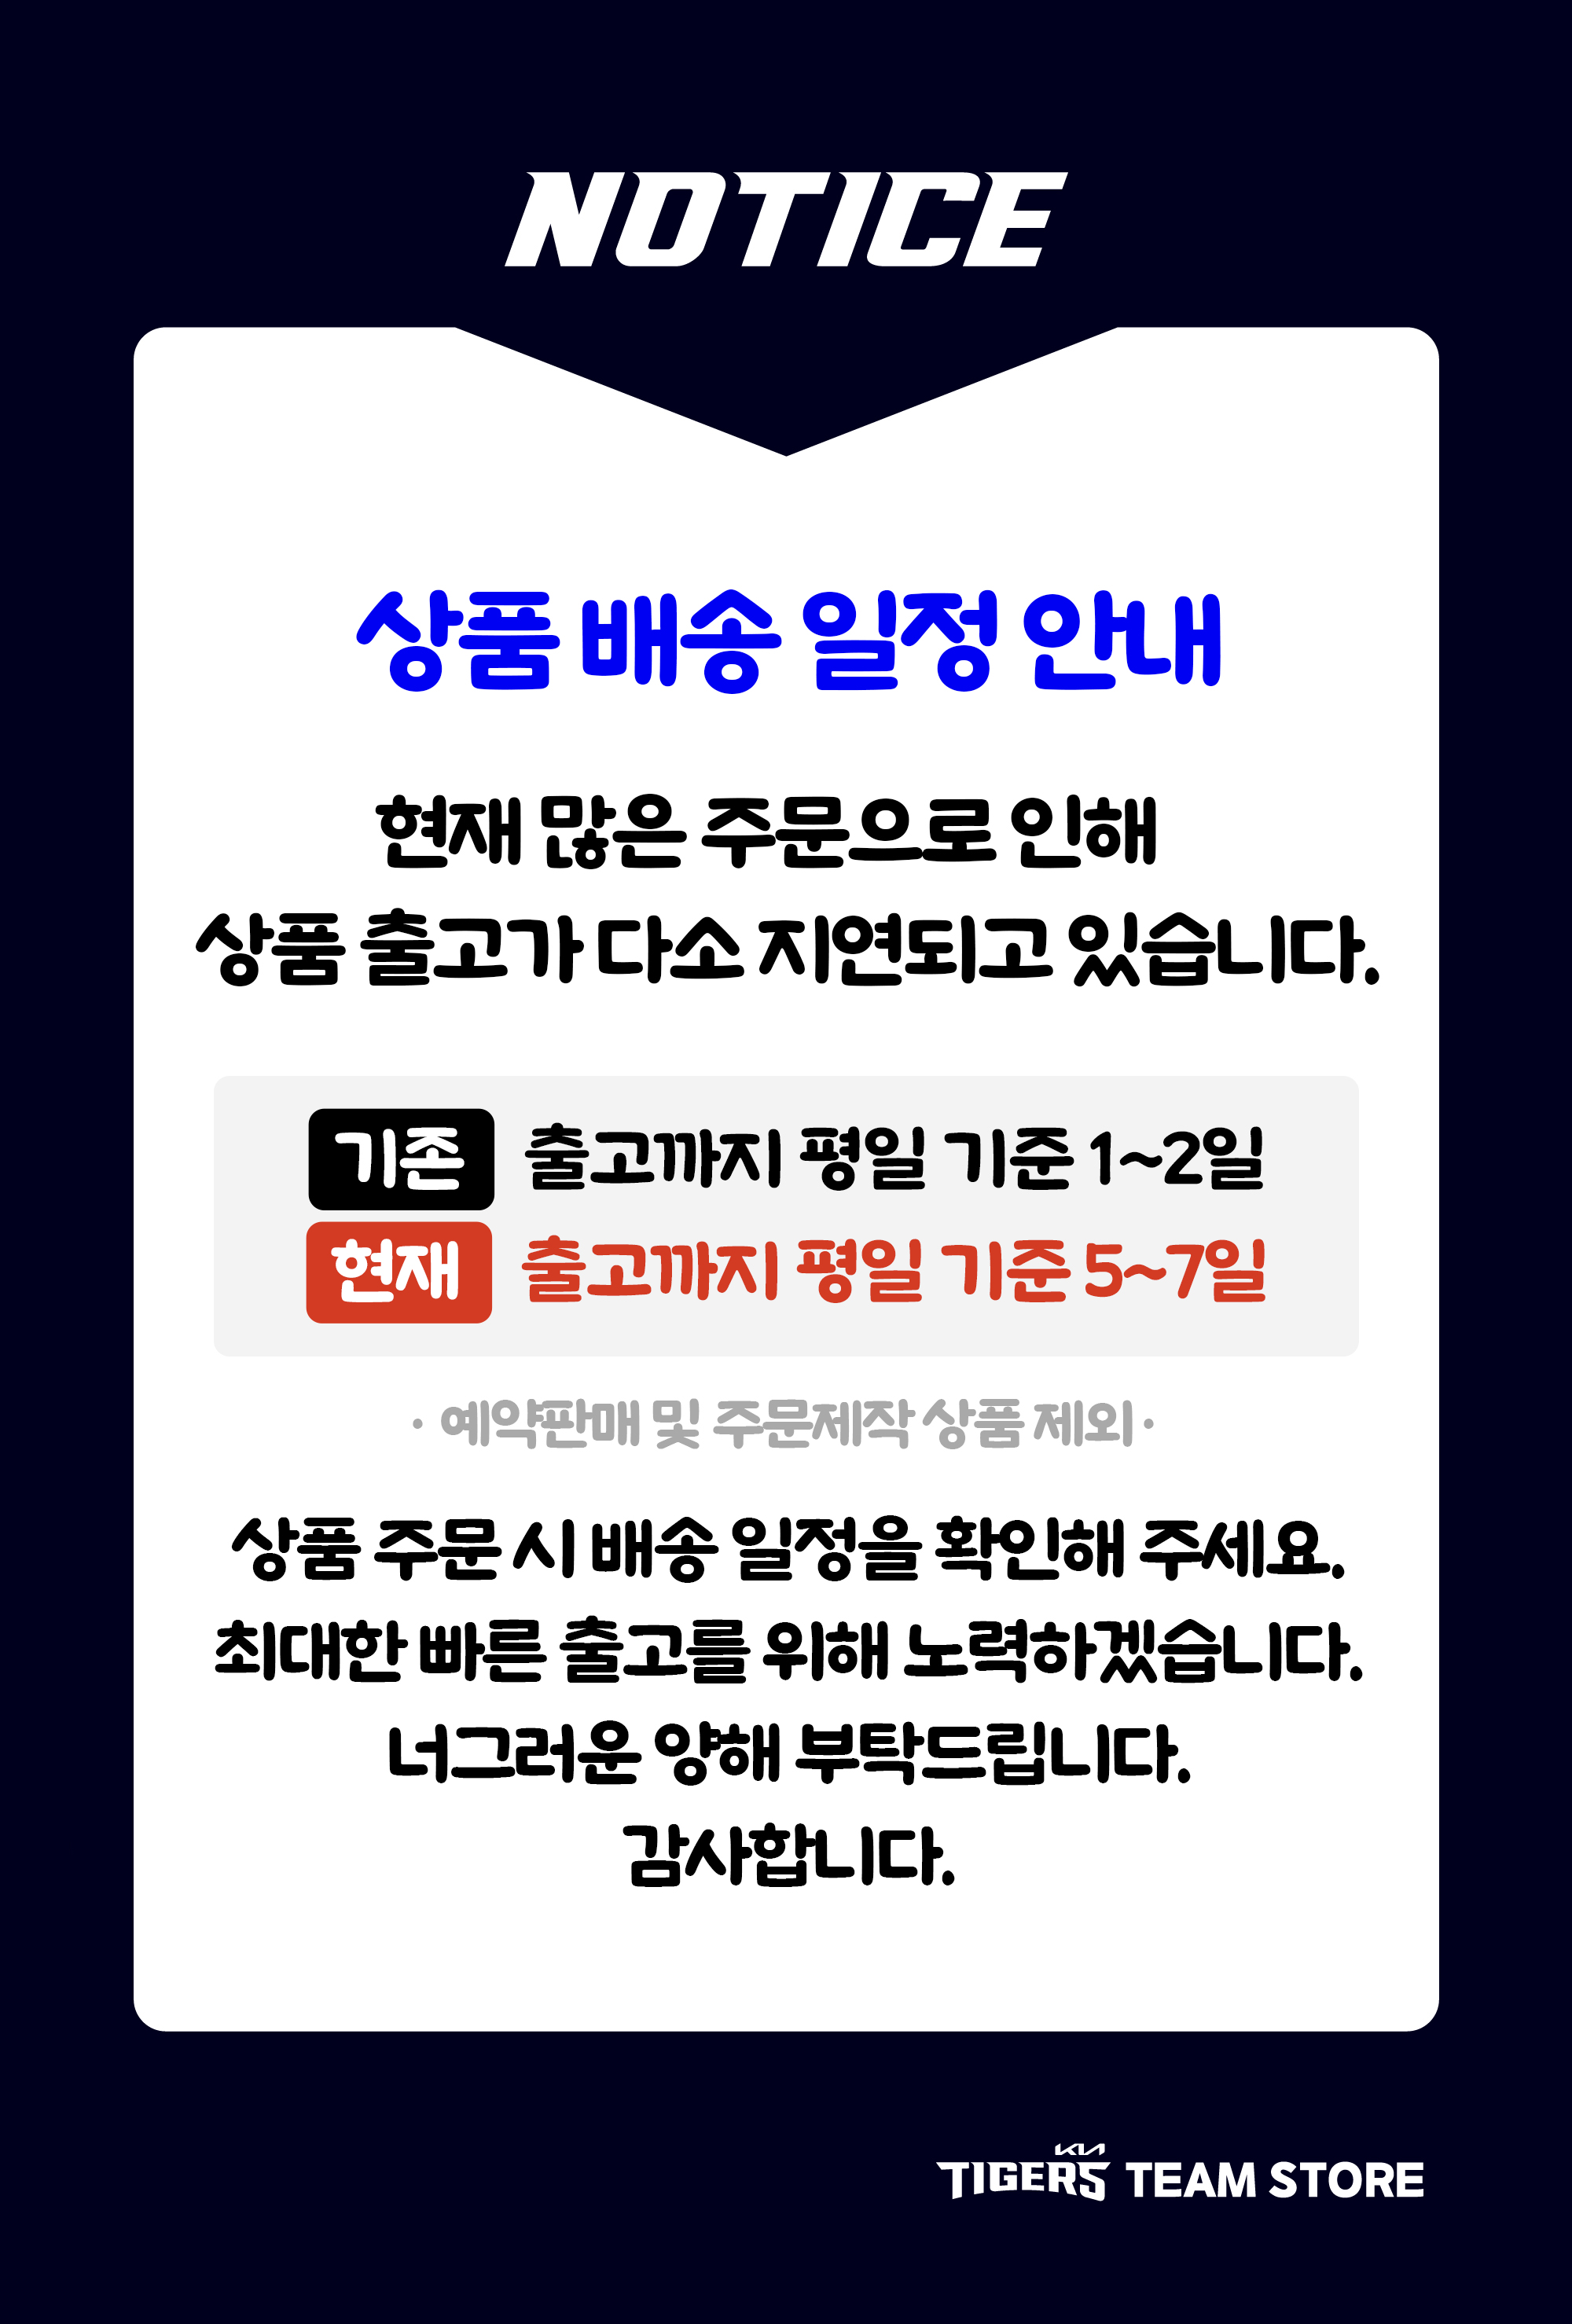 NOTICE
상품 배송 일정 안내
현재 많은 주문으로 인해
상품 출고가 다소 지연되고 있습니다.
기존 출고까지 평일 기준 1~2일
현재 출고까지 평일 기준 5~7일
· 예약판매 및 주문제작 상품 제외 ·
상품 주문 시 배송 일정을 확인해 주세요.
최대한 빠른 출고를 위해 노력하겠습니다.
너그러운 양해 부탁드립니다.
감사합니다.
KIA
TIGERS TEAM STORE